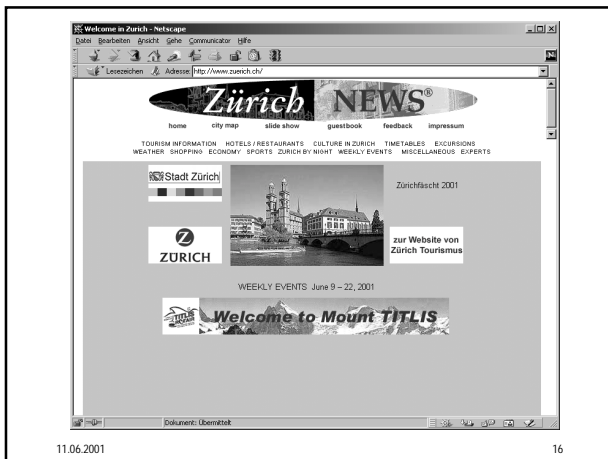 Welcome in Zurich - Netscape
Datei Bearbeiten Ansicht Gehe Communicator Hilfe
Lesezeichen Adresse: http://www.zuerich.ch/
Zürich NEWS®
home city map slide show guestbook feedback impressum
TOURISM INFORMATION HOTELS / RESTAURANTS CULTURE IN ZURICH TIMETABLES EXCURSIONS
WEATHER SHOPPING ECONOMY SPORTS ZURICH BY NIGHT WEEKLY EVENTS MISCELLANEOUS EXPERTS
Stadt Zürich
Zürichfäscht 2001
ZÜRICH
zur Website von
Zürich Tourismus
WEEKLY EVENTS June 9 – 22, 2001
TITLIS
Welcome to Mount TITLIS
Dokument: Übermittelt
11.06.2001
16